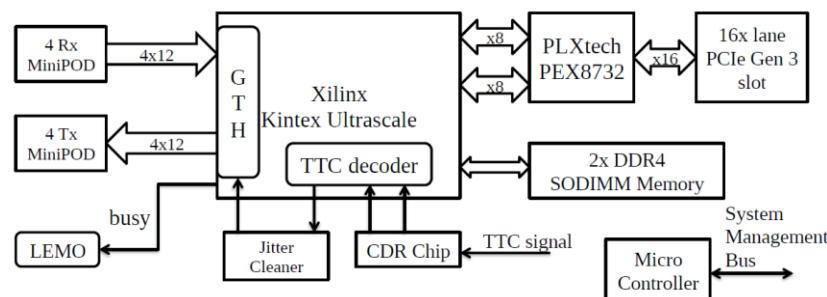 4 Rx
MiniPOD
4x12
G
T
H
Xilinx
Kintex Ultrascale
x8
x8
PLXtech
PEX8732
x16
16x lane
PCIe Gen 3
slot
4 Tx
MiniPOD
4x12
TTC decoder
2x DDR4
SODIMM Memory
busy
LEMO
Jitter
Cleaner
CDR Chip
TTC signal
Micro
Controller
System
Management
Bus